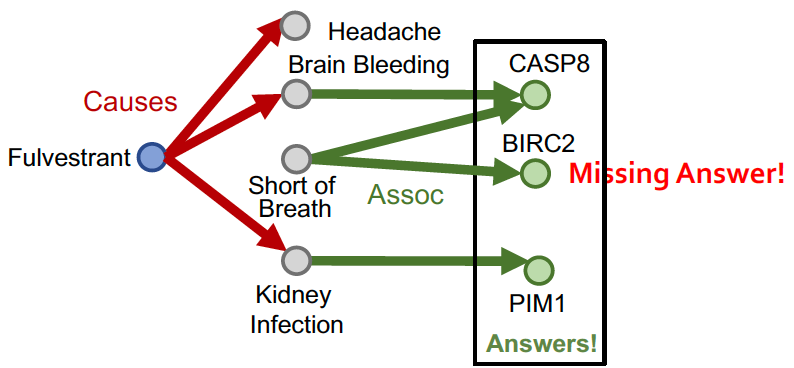 Headache
Brain Bleeding
CASP8
Causes
BIRC2
Fulvestrant
Missing Answer!
Short of
Breath
Assoc
Kidney
Infection
PIM1
Answers!